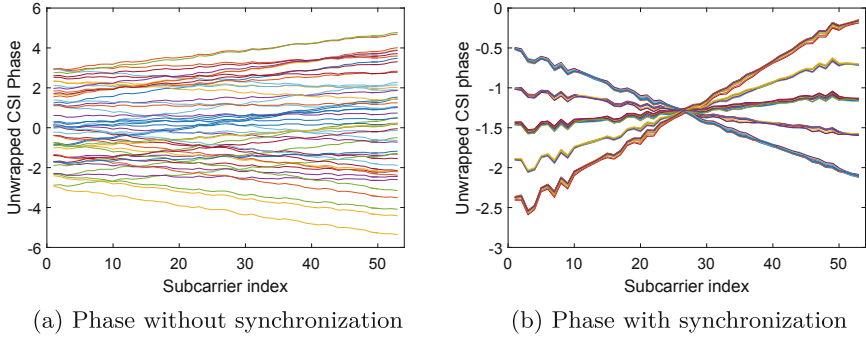 6
4
2
0
-2
-4
-6
0 10 20 30 40 50
Unwrapped CSI Phase
Subcarrier index
(a) Phase without synchronization
0
-0.5
-1
-1.5
-2
-2.5
-3
0 10 20 30 40 50
Unwrapped CSI phase
Subcarrier index
(b) Phase with synchronization